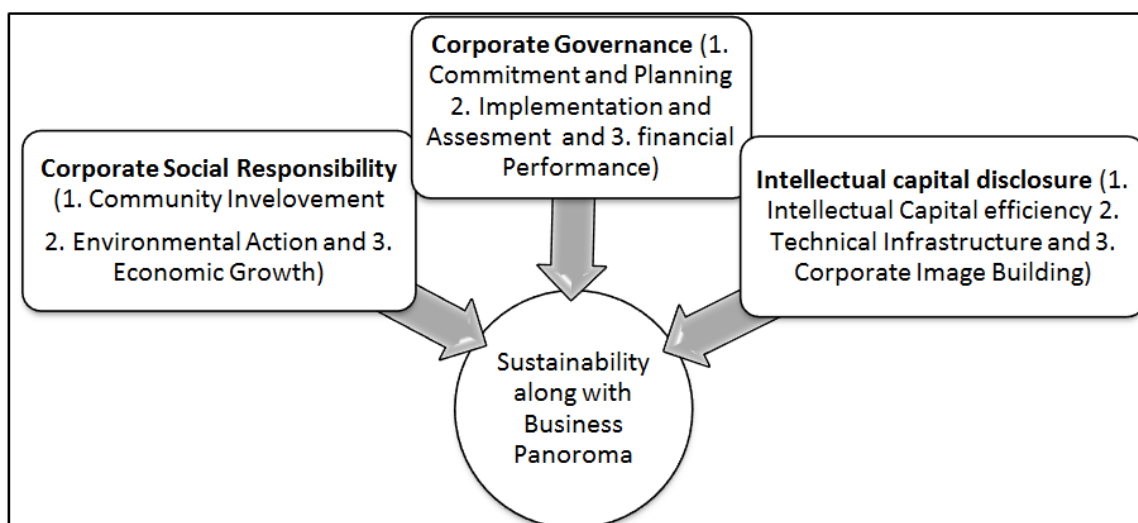 Corporate Governance (1.
Commitment and Planning
2. Implementation and
Assesment and 3. financial
Performance)
Corporate Social Responsibility
(1. Community Invelovement
2. Environmental Action and 3.
Economic Growth)
Intellectual capital disclosure (1.
Intellectual Capital efficiency 2.
Technical Infrastructure and 3.
Corporate Image Building)
Sustainability
along with
Business
Panoroma